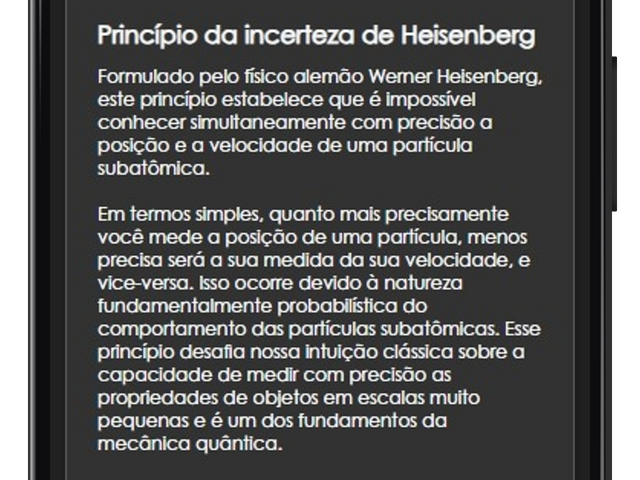 Princípio da incerteza de Heisenberg
Formulado pelo físico alemão Werner Heisenberg,
este princípio estabelece que é impossível
conhecer simultaneamente com precisão a
posição e a velocidade de uma partícula
subatômica.
Em termos simples, quanto mais precisamente
você mede a posição de uma partícula, menos
precisa será a sua medida da sua velocidade, e
vice-versa. Isso ocorre devido à natureza
fundamentalmente probabilística do
comportamento das partículas subatômicas. Esse
princípio desafia nossa intuição clássica sobre a
capacidade de medir com precisão as
propriedades de objetos em escalas muito
pequenas e é um dos fundamentos da
mecânica quântica.